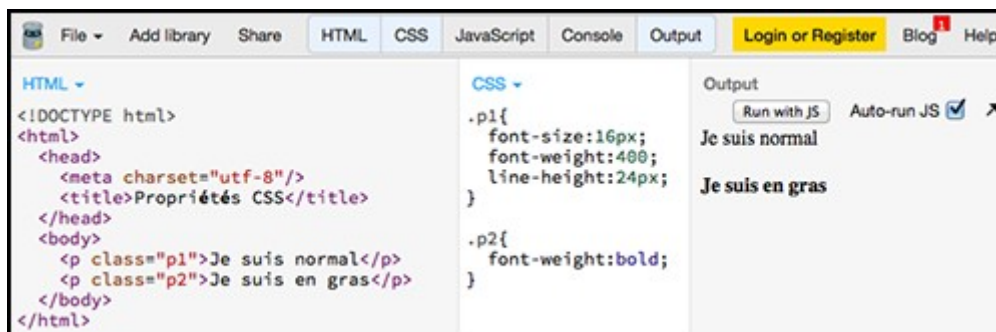 File Add library Share HTML CSS JavaScript Console Output Login or Register Blog 1 Help
HTML
<!DOCTYPE html>
<html>
<head>
<meta charset="utf-8"/>
<title>Propriétés CSS</title>
</head>
<body>
<p class="p1">Je suis normal</p>
<p class="p2">Je suis en gras</p>
</body>
</html>
CSS
.p1{
font-size:16px;
font-weight:400;
line-height:24px;
}
.p2{
font-weight:bold;
}
Output
Run with JS Auto-run JS
Je suis normal
Je suis en gras